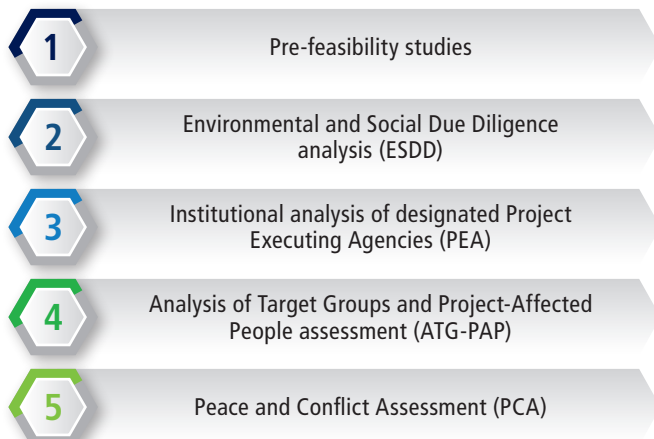 1
Pre-feasibility studies
2
Environmental and Social Due Diligence
analysis (ESDD)
3
Institutional analysis of designated Project
Executing Agencies (PEA)
4
Analysis of Target Groups and Project-Affected
People assessment (ATG-PAP)
5
Peace and Conflict Assessment (PCA)